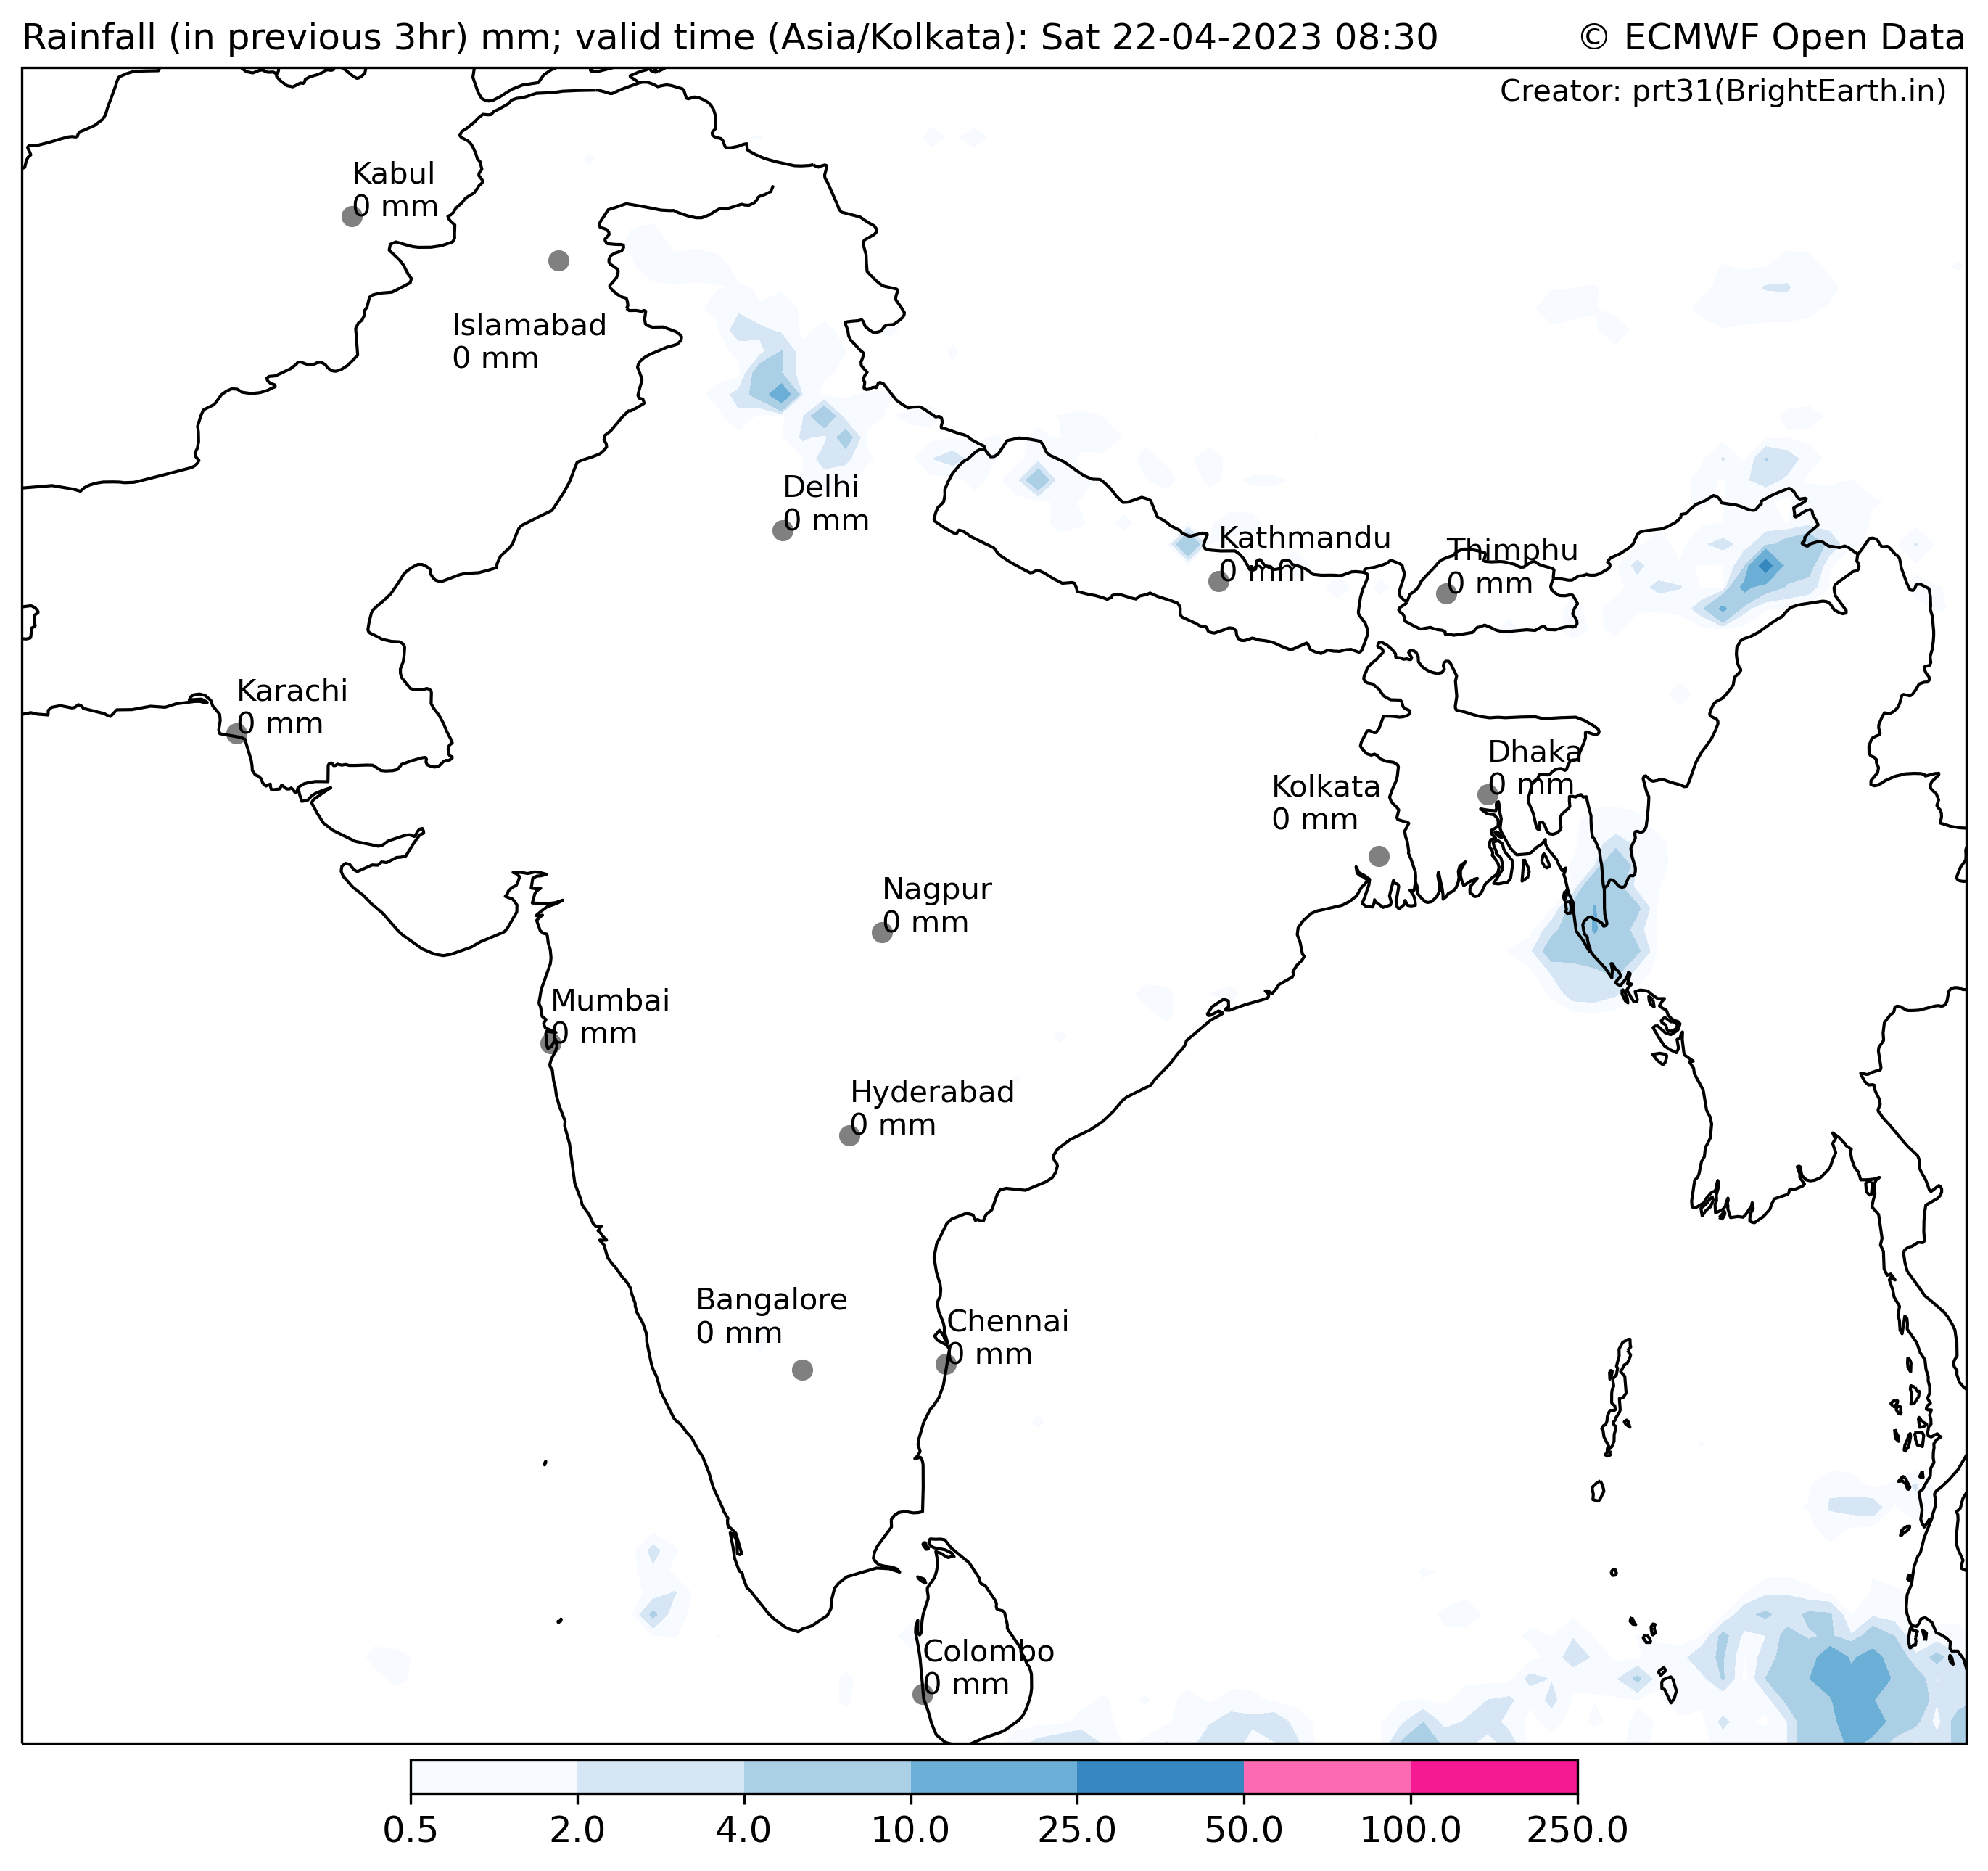 Rainfall (in previous 3hr) mm; valid time (Asia/Kolkata): Sat 22-04-2023 08:30
© ECMWF Open Data
Creator: prt31(BrightEarth.in)
Kabul
0 mm
Islamabad
0 mm
Delhi
0 mm
Kathmandu
0 mm
Thimphu
0 mm
Karachi
0 mm
Dhaka
0 mm
Kolkata
0 mm
Nagpur
0 mm
Mumbai
0 mm
Hyderabad
0 mm
Bangalore
0 mm
Chennai
0 mm
Colombo
0 mm
0.5 2.0 4.0 10.0 25.0 50.0 100.0 250.0